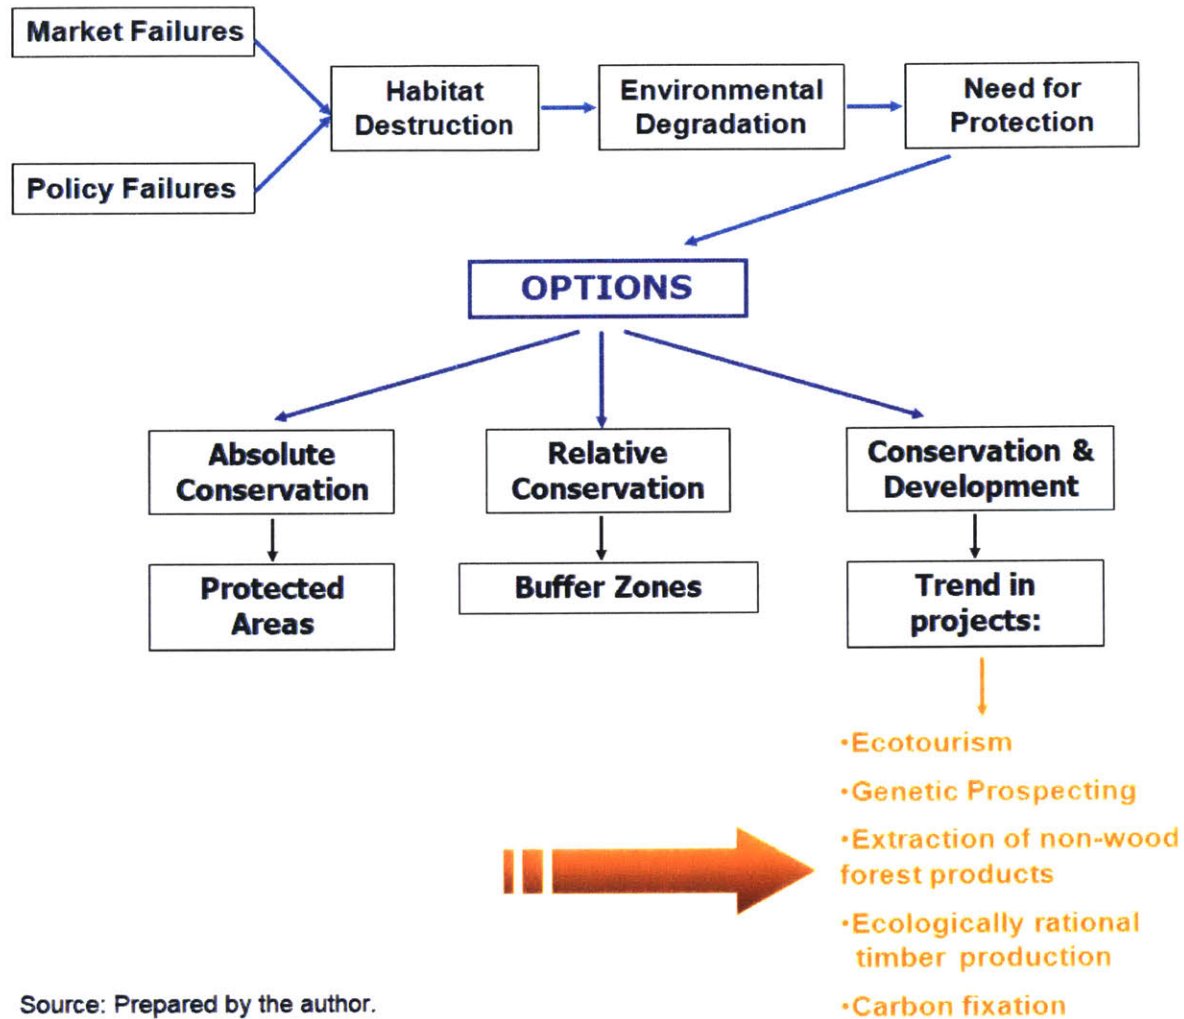 Market Failures
Habitat
Destruction
Environmental
Degradation
Need for
Protection
Policy Failures
OPTIONS
Absolute
Conservation
Relative
Conservation
Conservation &
Development
Protected
Areas
Buffer Zones
Trend in
projects:
•Ecotourism
•Genetic Prospecting
•Extraction of non-wood
forest products
•Ecologically rational
timber production
•Carbon fixation
Source: Prepared by the author.